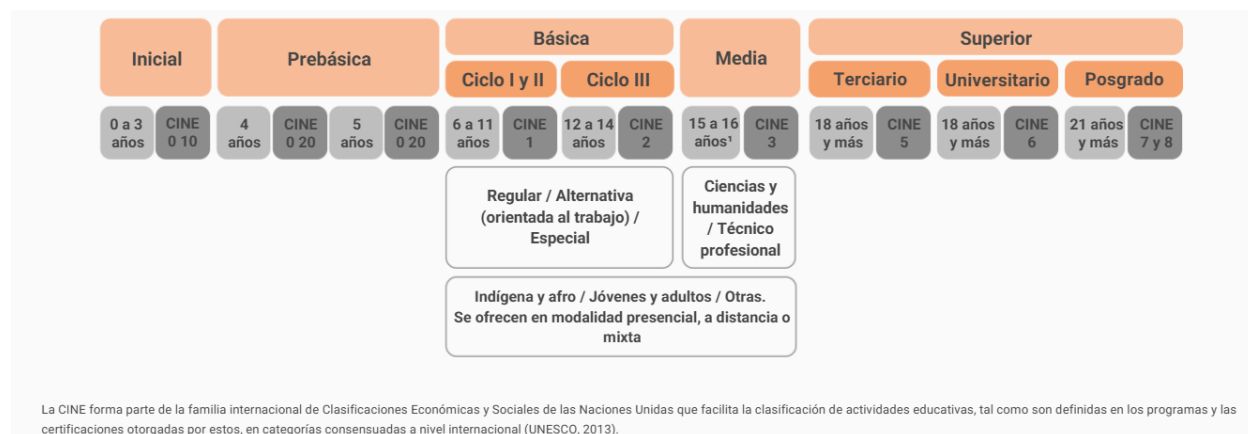 Inicial
Prebásica
Básica
Media
Superior
Ciclo I y II
Ciclo III
Terciario
Universitario
Posgrado
0 a 3
años
CINE
0 10
4
años
CINE
0 20
5
años
CINE
0 20
6 a 11
años
CINE
1
12 a 14
años
CINE
2
15 a 16
años¹
CINE
3
18 años
y más
CINE
5
18 años
y más
CINE
6
21 años
y más
CINE
7 y 8
Regular / Alternativa
(orientada al trabajo) /
Especial
Ciencias y
humanidades
/ Técnico
profesional
Indígena y afro / Jóvenes y adultos / Otras.
Se ofrecen en modalidad presencial, a distancia o
mixta
La CINE forma parte de la familia internacional de Clasificaciones Económicas y Sociales de las Naciones Unidas que facilita la clasificación de actividades educativas, tal como son definidas en los programas y las
certificaciones otorgadas por estos, en categorías consensuadas a nivel internacional (UNESCO, 2013).